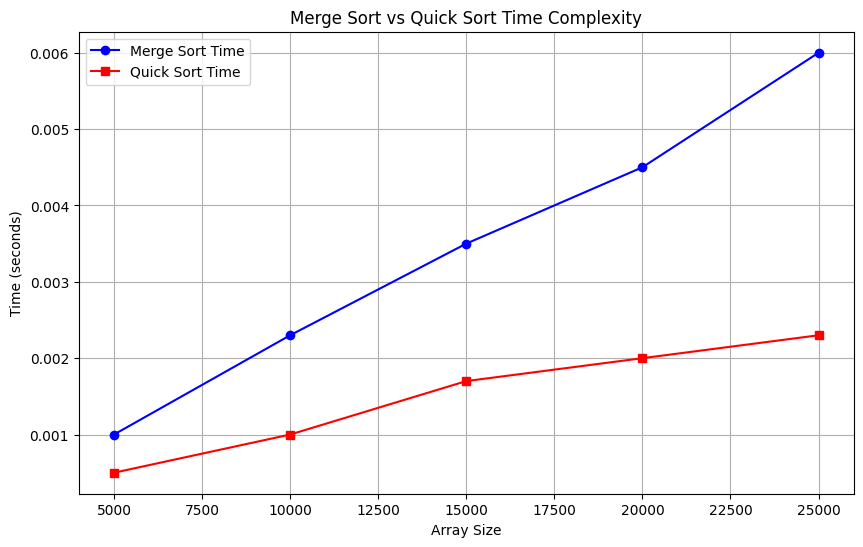 Merge Sort vs Quick Sort Time Complexity
Merge Sort Time
Quick Sort Time
Time (seconds)
0.006
0.005
0.004
0.003
0.002
0.001
5000 7500 10000 12500 15000 17500 20000 22500 25000
Array Size